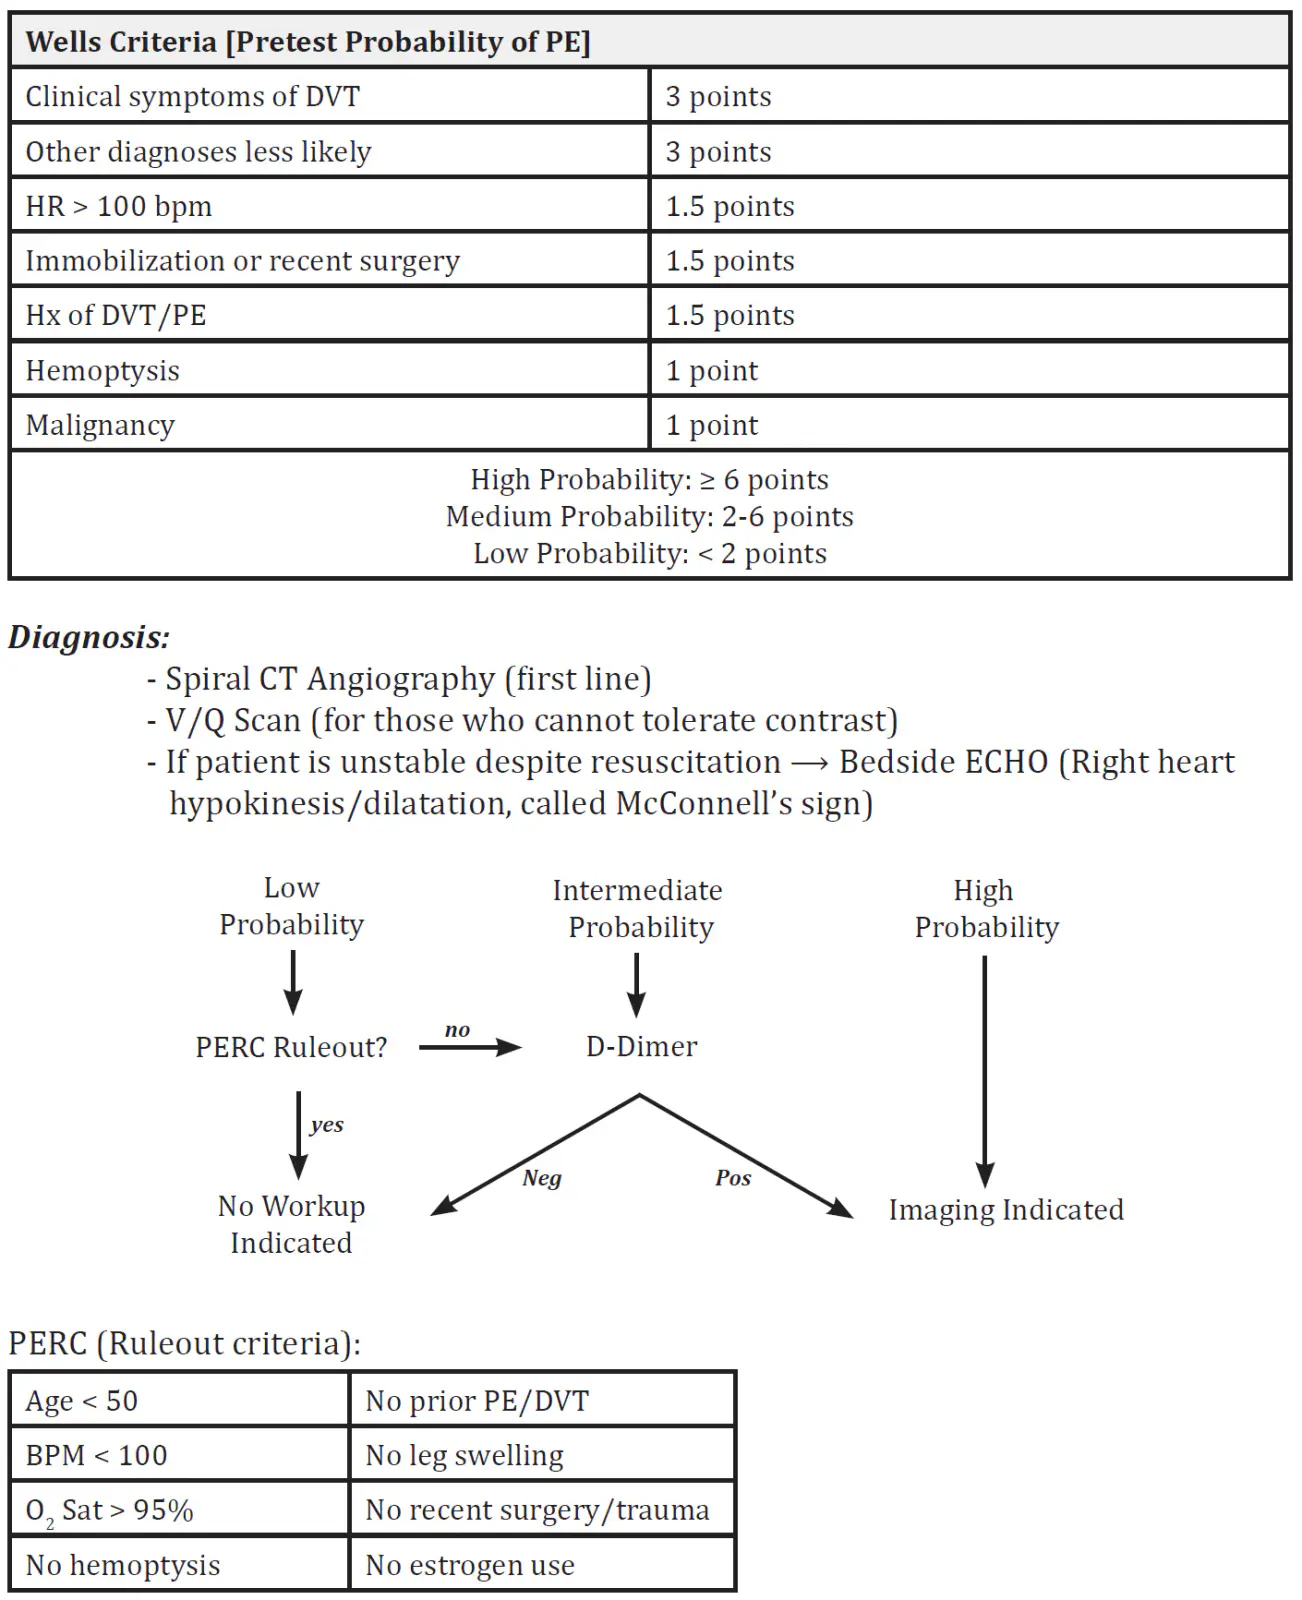 Wells Criteria [Pretest Probability of PE]
Clinical symptoms of DVT 3 points
Other diagnoses less likely 3 points
HR > 100 bpm 1.5 points
Immobilization or recent surgery 1.5 points
Hx of DVT/PE 1.5 points
Hemoptysis 1 point
Malignancy 1 point
High Probability: ≥ 6 points
Medium Probability: 2-6 points
Low Probability: < 2 points
Diagnosis:
- Spiral CT Angiography (first line)
- V/Q Scan (for those who cannot tolerate contrast)
- If patient is unstable despite resuscitation ⟶ Bedside ECHO (Right heart
hypokinesis/dilatation, called McConnell’s sign)
Low
Probability
Intermediate
Probability
High
Probability
PERC Ruleout?
no
D-Dimer
yes
Neg
Pos
No Workup
Indicated
Imaging Indicated
PERC (Ruleout criteria):
Age < 50 No prior PE/DVT
BPM < 100 No leg swelling
O₂ Sat > 95% No recent surgery/trauma
No hemoptysis No estrogen use